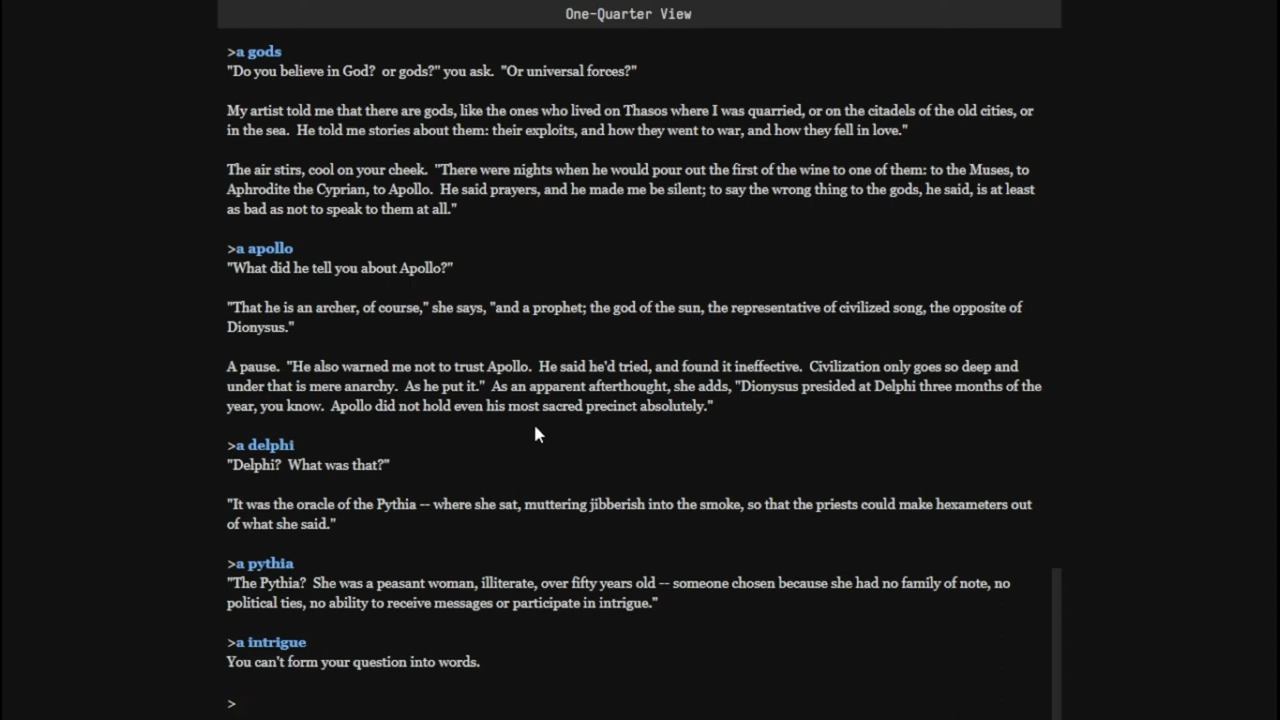 One-Quarter View
>a gods
"Do you believe in God?  or gods?" you ask.  "Or universal forces?"
My artist told me that there are gods, like the ones who lived on Thasos where I was quarried, or on the citadels of the old cities, or
in the sea.  He told me stories about them: their exploits, and how they went to war, and how they fell in love."
The air stirs, cool on your cheek.  "There were nights when he would pour out the first of the wine to one of them: to the Muses, to
Aphrodite the Cyprian, to Apollo.  He said prayers, and he made me be silent; to say the wrong thing to the gods, he said, is at least
as bad as not to speak to them at all."
>a apollo
"What did he tell you about Apollo?"
"That he is an archer, of course," she says, "and a prophet; the god of the sun, the representative of civilized song, the opposite of
Dionysus."
A pause.  "He also warned me not to trust Apollo.  He said he'd tried, and found it ineffective.  Civilization only goes so deep and
under that is mere anarchy.  As he put it."  As an apparent afterthought, she adds, "Dionysus presided at Delphi three months of the
year, you know.  Apollo did not hold even his most sacred precinct absolutely."
>a delphi
"Delphi?  What was that?"
"It was the oracle of the Pythia -- where she sat, muttering jibberish into the smoke, so that the priests could make hexameters out
of what she said."
>a pythia
"The Pythia?  She was a peasant woman, illiterate, over fifty years old -- someone chosen because she had no family of note, no
political ties, no ability to receive messages or participate in intrigue."
>a intrigue
You can't form your question into words.
>